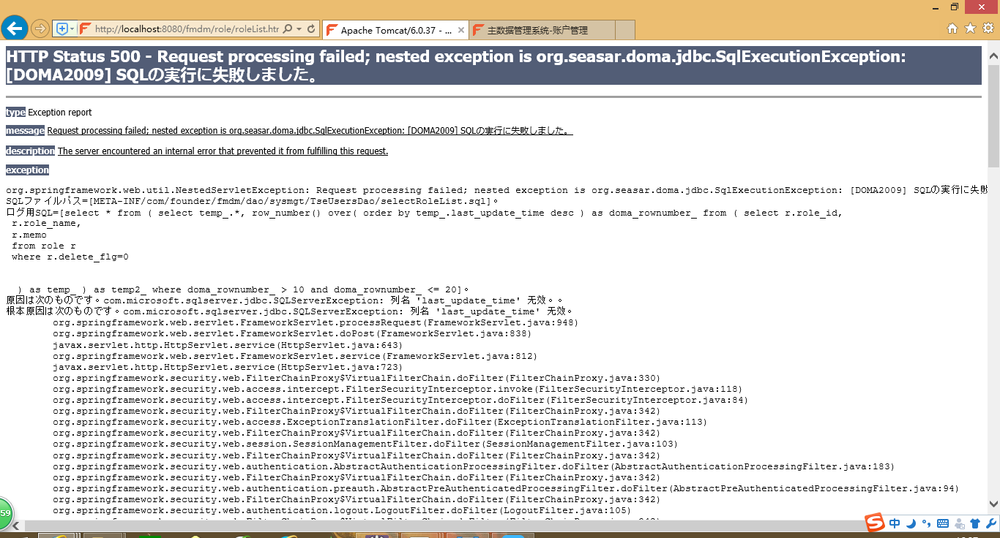 http://localhost:8080/fmdm/role/roleList.htr
Apache Tomcat/6.0.37 - ...
主数据管理系统-账户管理
HTTP Status 500 - Request processing failed; nested exception is org.seasar.doma.jdbc.SqlExecutionException:
[DOMA2009] SQLの実行に失敗しました。
type Exception report
message Request processing failed; nested exception is org.seasar.doma.jdbc.SqlExecutionException: [DOMA2009] SQLの実行に失敗しました。
description The server encountered an internal error that prevented it from fulfilling this request.
exception
org.springframework.web.util.NestedServletException: Request processing failed; nested exception is org.seasar.doma.jdbc.SqlExecutionException: [DOMA2009] SQLの実行に失敗
SQLファイルパス=[META-INF/com/founder/fmdm/dao/sysmgt/TseUsersDao/selectRoleList.sql]。
ログ用SQL=[select * from ( select temp_.*, row_number() over( order by temp_.last_update_time desc ) as doma_rownumber_ from ( select r.role_id,
r.role_name,
r.memo
from role r
where r.delete_flg=0
) as temp_ ) as temp2_ where doma_rownumber_ > 10 and doma_rownumber_ <= 20]。
原因は次のものです。com.microsoft.sqlserver.jdbc.SQLServerException: 列名 'last_update_time' 无效。。
根本原因は次のものです。com.microsoft.sqlserver.jdbc.SQLServerException: 列名 'last_update_time' 无效。
org.springframework.web.servlet.FrameworkServlet.processRequest(FrameworkServlet.java:948)
org.springframework.web.servlet.FrameworkServlet.doPost(FrameworkServlet.java:838)
javax.servlet.http.HttpServlet.service(HttpServlet.java:643)
org.springframework.web.servlet.FrameworkServlet.service(FrameworkServlet.java:812)
javax.servlet.http.HttpServlet.service(HttpServlet.java:723)
org.springframework.security.web.FilterChainProxy$VirtualFilterChain.doFilter(FilterChainProxy.java:330)
org.springframework.security.web.access.intercept.FilterSecurityInterceptor.invoke(FilterSecurityInterceptor.java:118)
org.springframework.security.web.access.intercept.FilterSecurityInterceptor.doFilter(FilterSecurityInterceptor.java:84)
org.springframework.security.web.FilterChainProxy$VirtualFilterChain.doFilter(FilterChainProxy.java:342)
org.springframework.security.web.access.ExceptionTranslationFilter.doFilter(ExceptionTranslationFilter.java:113)
org.springframework.security.web.FilterChainProxy$VirtualFilterChain.doFilter(FilterChainProxy.java:342)
org.springframework.security.web.session.SessionManagementFilter.doFilter(SessionManagementFilter.java:103)
org.springframework.security.web.FilterChainProxy$VirtualFilterChain.doFilter(FilterChainProxy.java:342)
org.springframework.security.web.authentication.AbstractAuthenticationProcessingFilter.doFilter(AbstractAuthenticationProcessingFilter.java:183)
org.springframework.security.web.FilterChainProxy$VirtualFilterChain.doFilter(FilterChainProxy.java:342)
org.springframework.security.web.authentication.preauth.AbstractPreAuthenticatedProcessingFilter.doFilter(AbstractPreAuthenticatedProcessingFilter.java:94)
org.springframework.security.web.FilterChainProxy$VirtualFilterChain.doFilter(FilterChainProxy.java:342)
org.springframework.security.web.authentication.logout.LogoutFilter.doFilter(LogoutFilter.java:105)
59
中